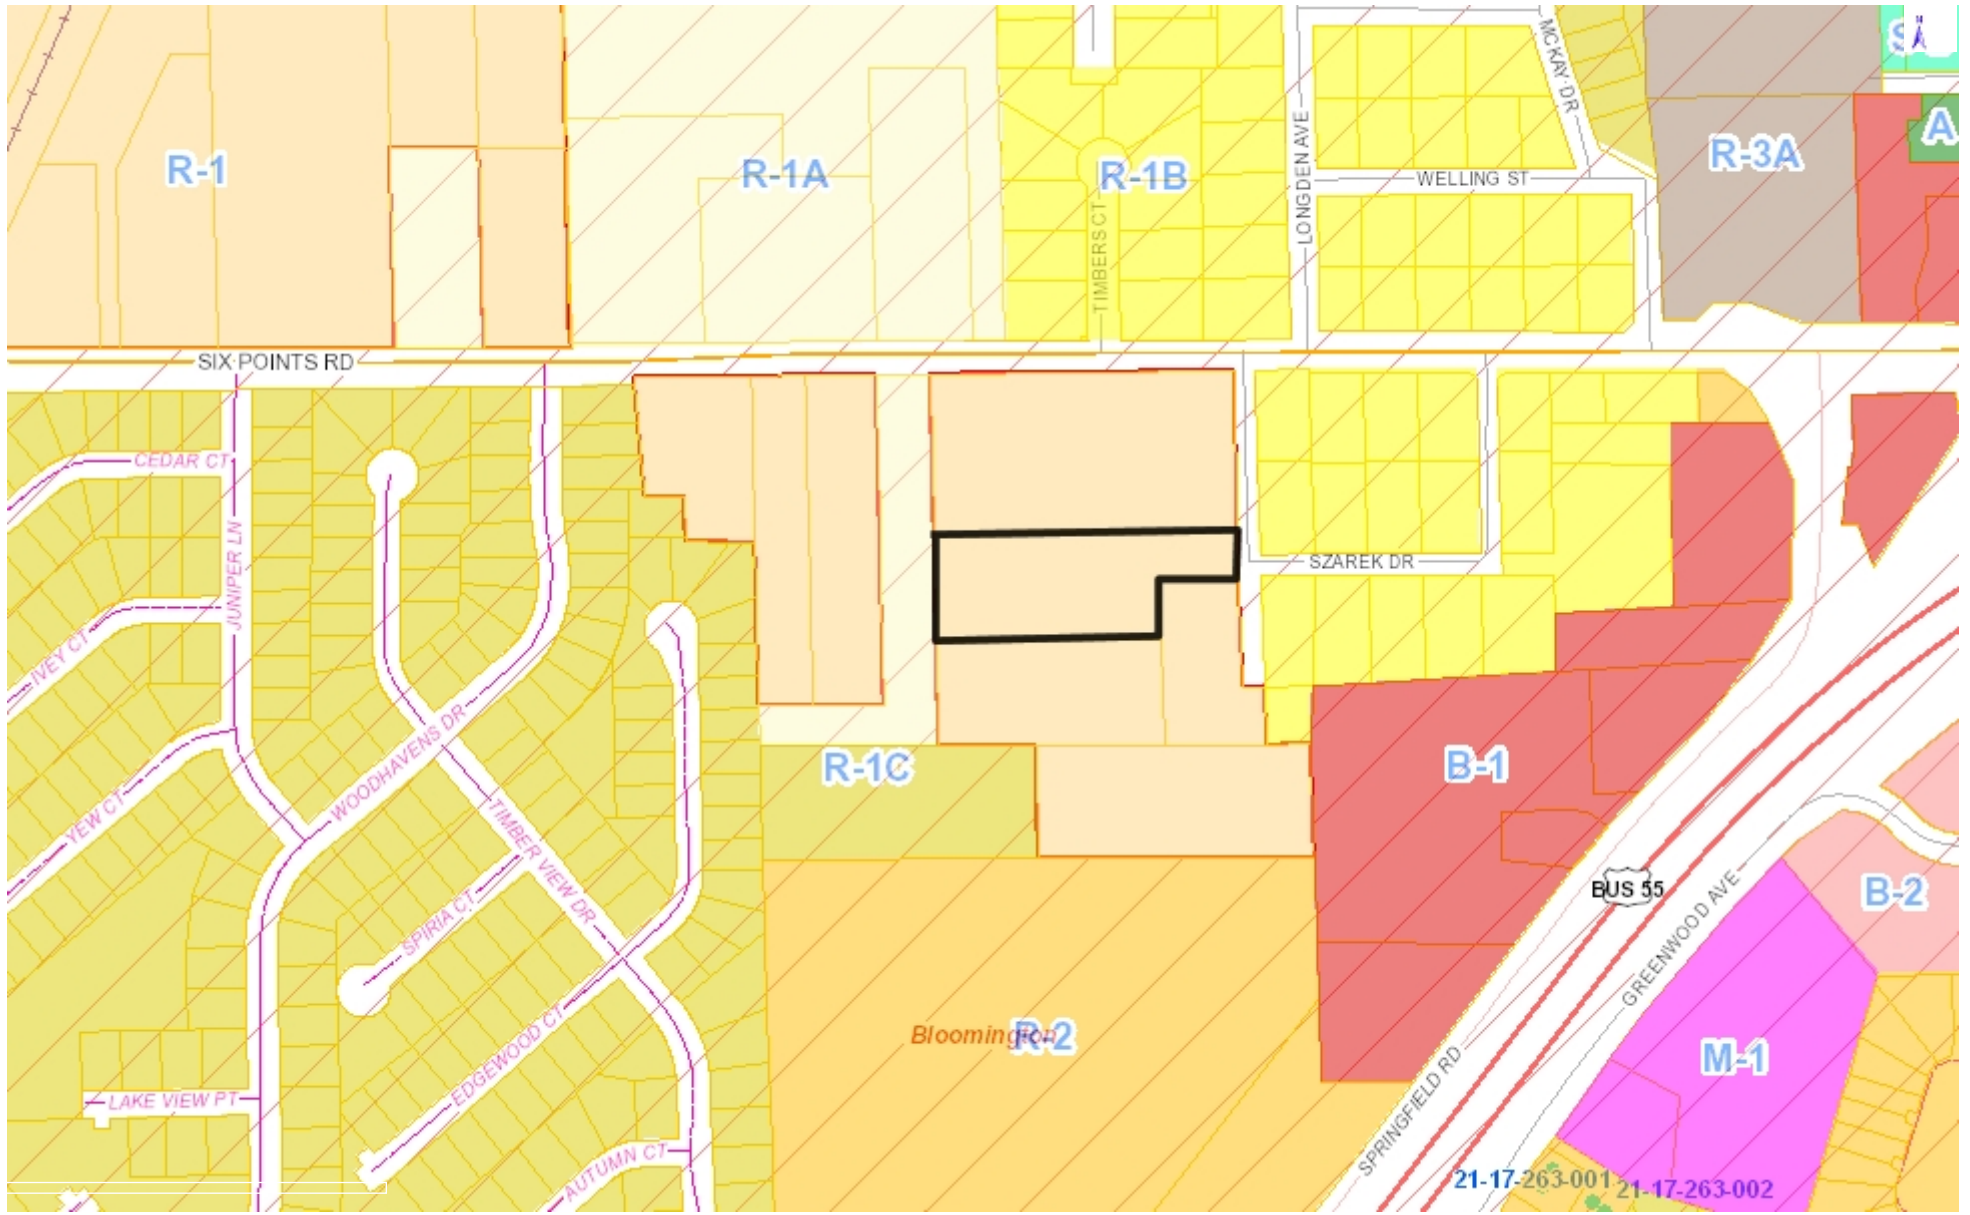 N
S
MCKAY DR
LONGDEN AVE
A
R-1
R-1A
R-1B
R-3A
WELLING ST
TIMBERS CT
SIX POINTS RD
CEDAR CT
JUNIPER LN
SZAREK DR
IVEY CT
WOODHAVENS DR
R-1C
B-1
YEW CT
TIMBER VIEW DR
BUS 55
B-2
SPIRIA CT
GREENWOOD AVE
Bloomington
R-2
M-1
EDGEWOOD CT
LAKE VIEW PT
SPRINGFIELD RD
AUTUMN CT
21-17-263-001
21-17-263-002